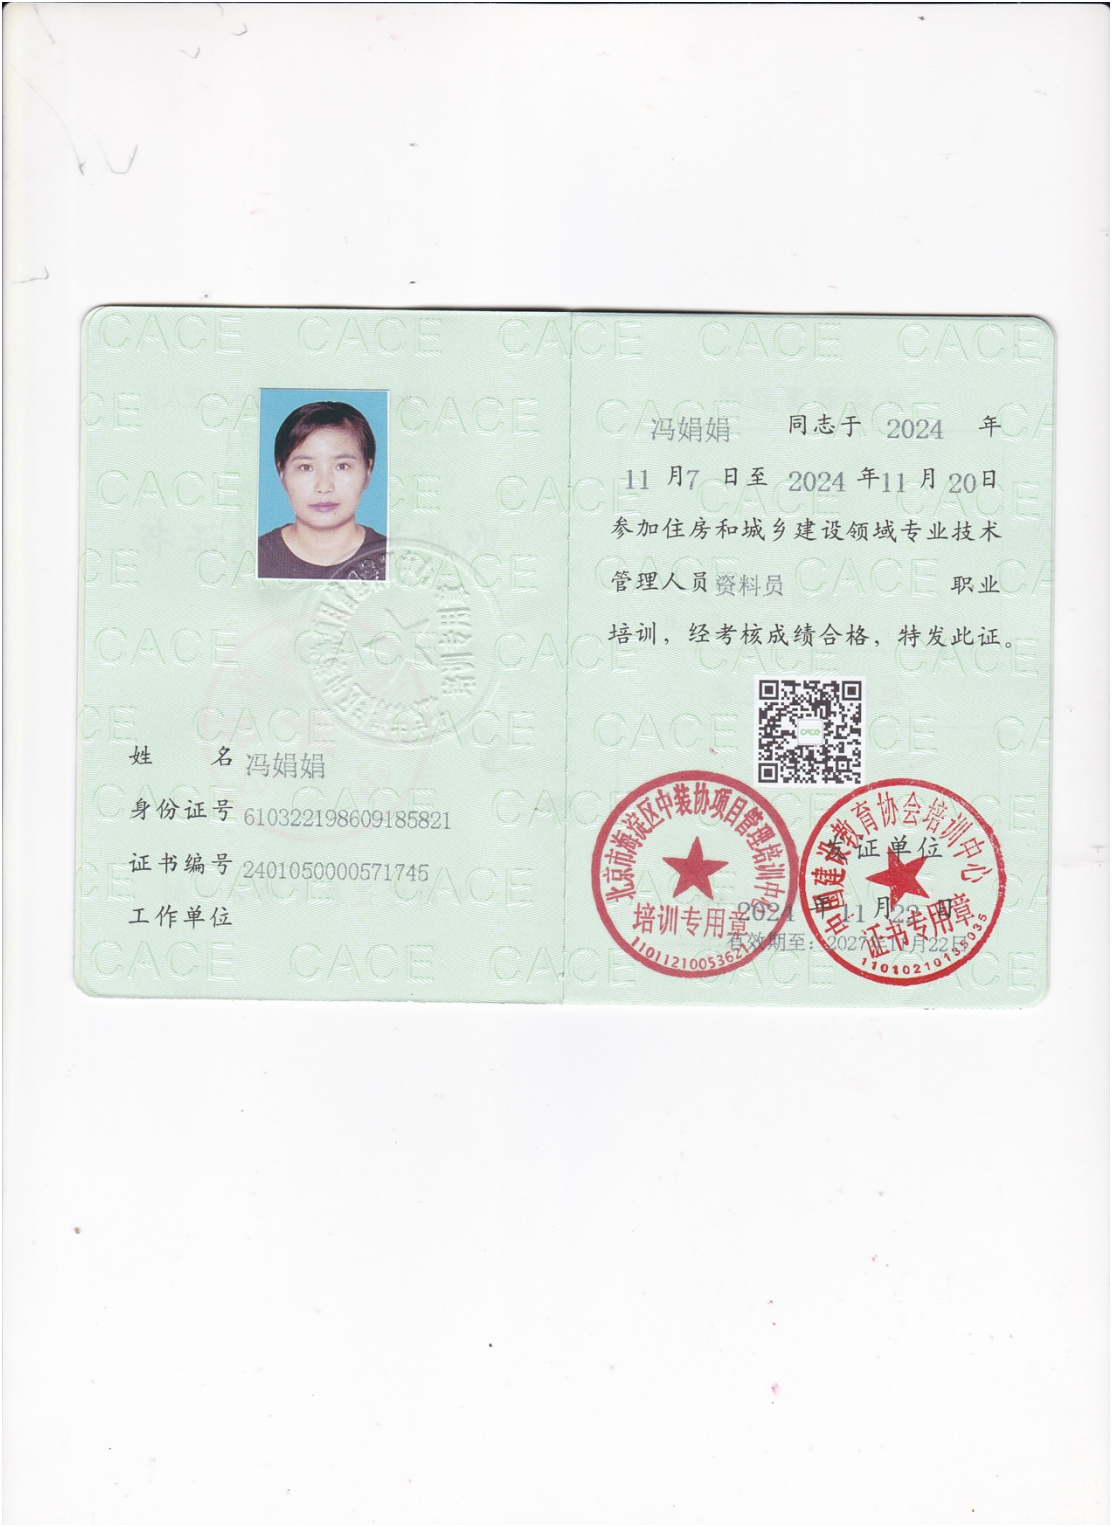 姓 名 冯娟娟
身份证号 610322198609185821
证书编号 2401050000571745
工作单位
冯娟娟 同志于 2024 年
11 月 7 日至 2024 年 11 月 20 日
参加住房和城乡建设领域专业技术
管理人员 资料员 职业
培训，经考核成绩合格，特发此证。
北京市海淀区中装协项目管理培训中心
培训专用章
1101121005362
中国建设教育协会培训中心
证书专用章
11010210135035
发证单位
2024 年 11 月 22 日
有效期至：2027年11月22日
CACE